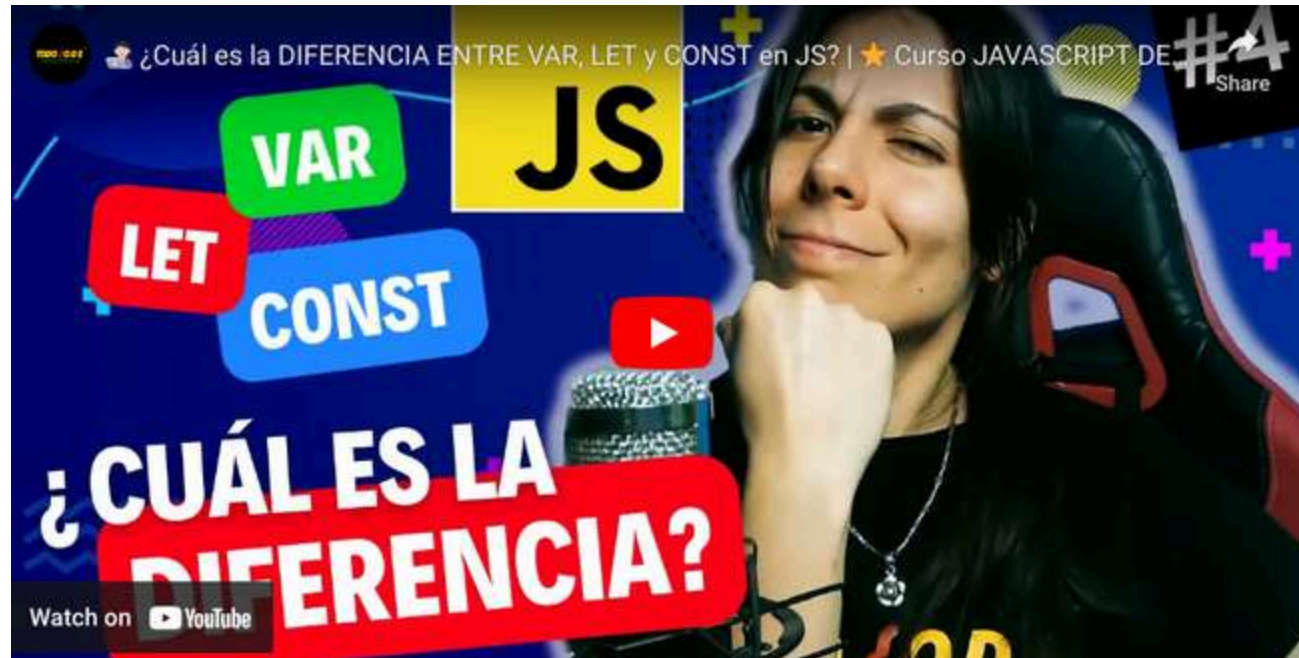 ¿Cuál es la DIFERENCIA ENTRE VAR, LET y CONST en JS? | ⭐ Curso JAVASCRIPT DE...
#4
Share
JS
VAR
LET
CONST
¿CUÁL ES LA
DIFERENCIA?
Watch on YouTube